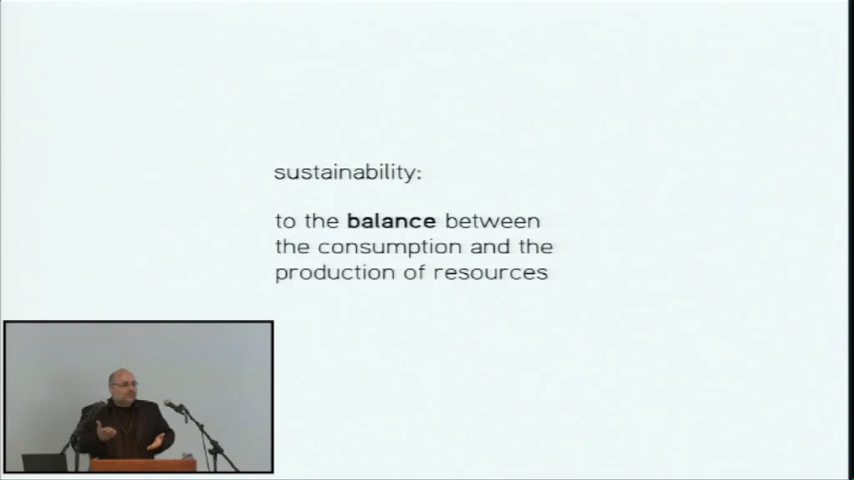 sustainability:
to the balance between
the consumption and the
production of resources